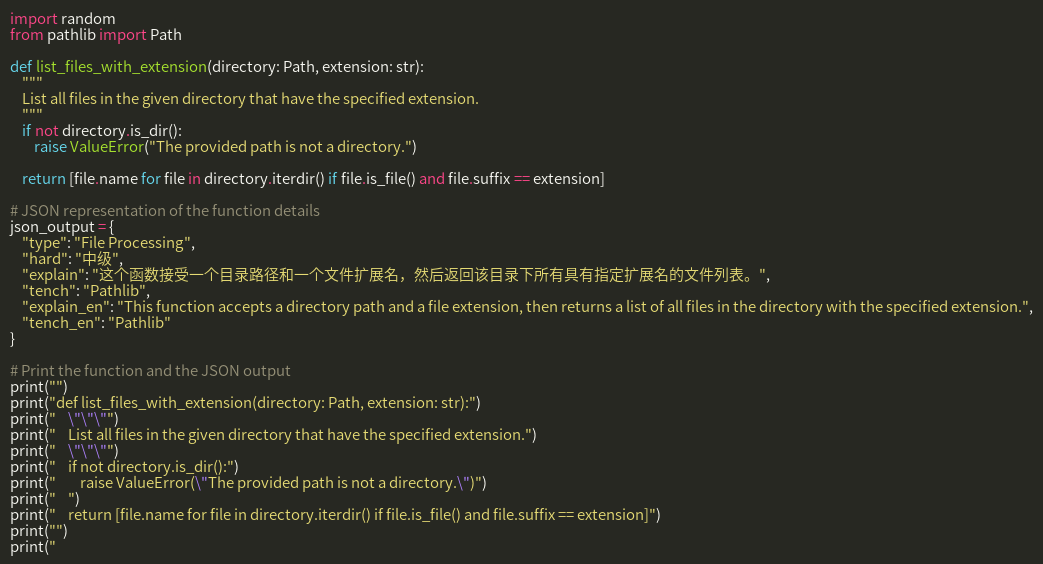 import random
from pathlib import Path

def list_files_with_extension(directory: Path, extension: str):
    """
    List all files in the given directory that have the specified extension.
    """
    if not directory.is_dir():
        raise ValueError("The provided path is not a directory.")

    return [file.name for file in directory.iterdir() if file.is_file() and file.suffix == extension]

# JSON representation of the function details
json_output = {
    "type": "File Processing",
    "hard": "中级",
    "explain": "这个函数接受一个目录路径和一个文件扩展名，然后返回该目录下所有具有指定扩展名的文件列表。",
    "tench": "Pathlib",
    "explain_en": "This function accepts a directory path and a file extension, then returns a list of all files in the directory with the specified extension.",
    "tench_en": "Pathlib"
}

# Print the function and the JSON output
print("")
print("def list_files_with_extension(directory: Path, extension: str):")
print("    \"\"\"")
print("    List all files in the given directory that have the specified extension.")
print("    \"\"\"")
print("    if not directory.is_dir():")
print("        raise ValueError(\"The provided path is not a directory.\")")
print("    ")
print("    return [file.name for file in directory.iterdir() if file.is_file() and file.suffix == extension]")
print("")
print("